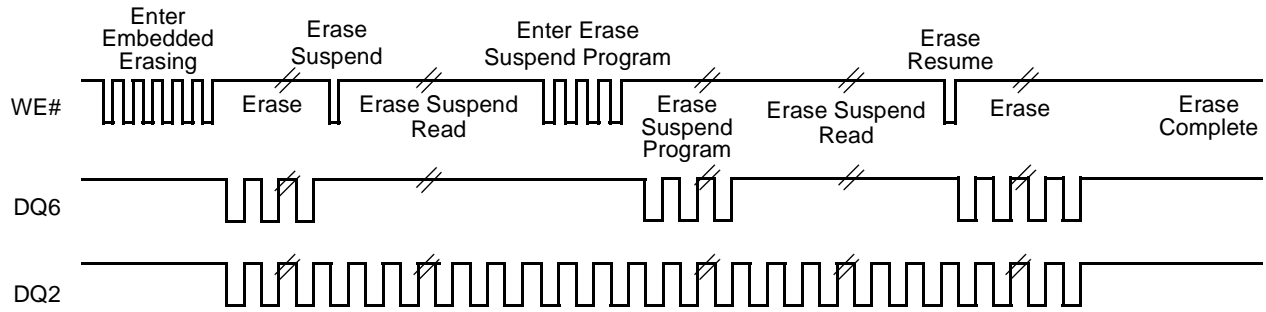 Enter
Embedded
Erasing
Erase
Suspend
Enter Erase
Suspend Program
Erase
Resume
WE#
Erase
Erase Suspend
Read
Erase
Suspend
Program
Erase Suspend
Read
Erase
Erase
Complete
DQ6
DQ2